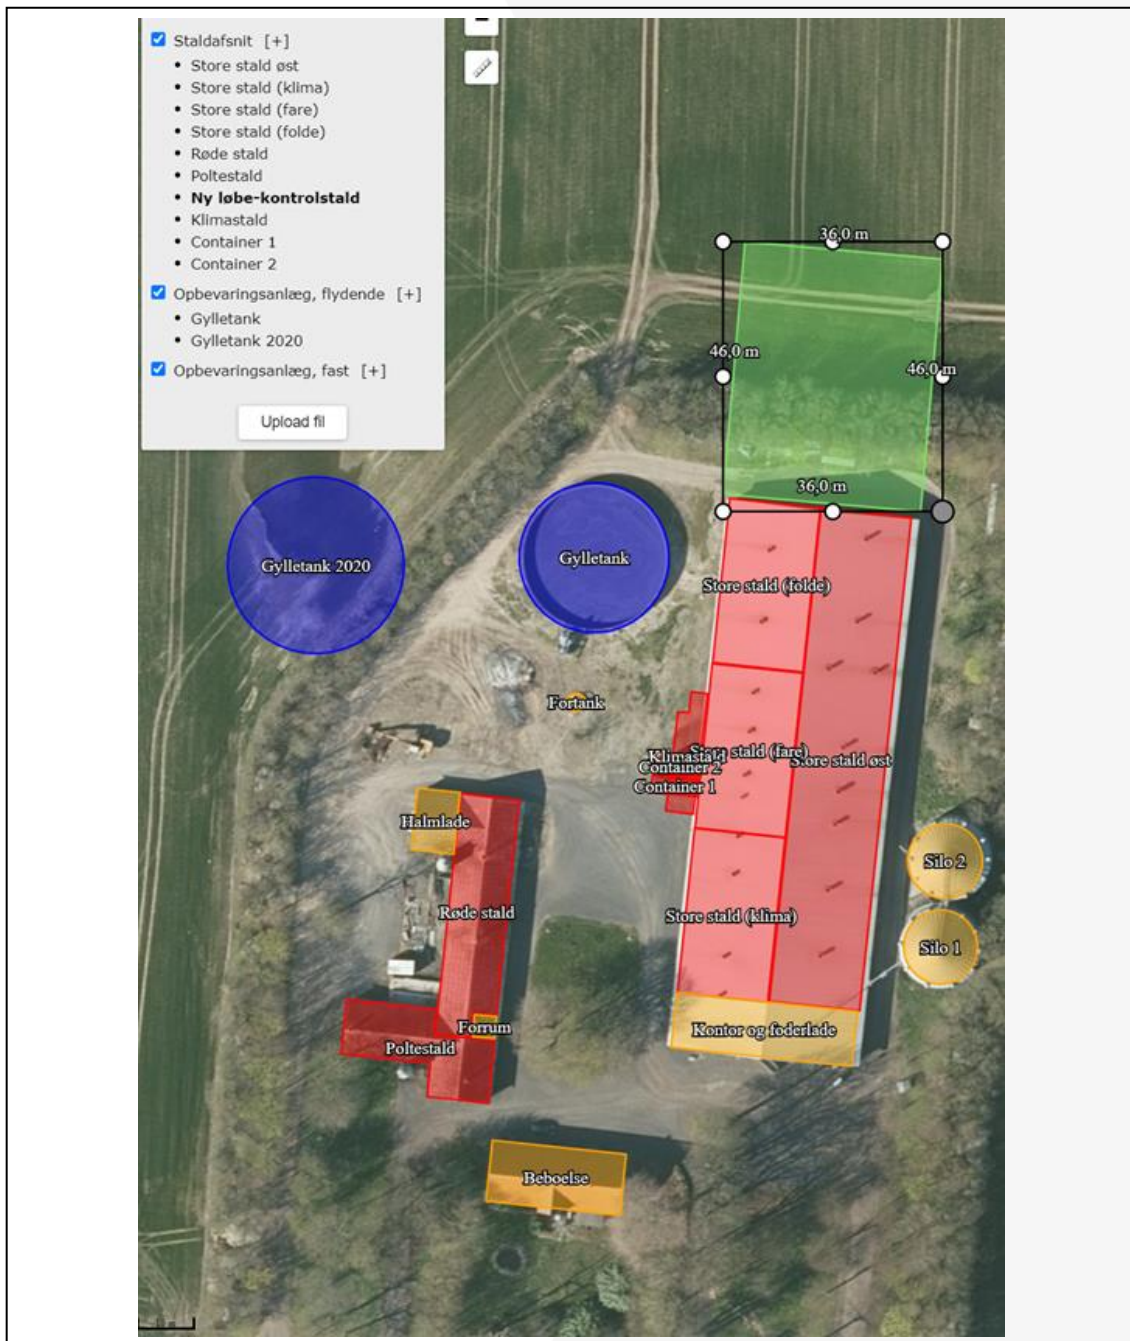 Staldafsnit [+]
Store stald øst
Store stald (klima)
Store stald (fare)
Store stald (folde)
Røde stald
Poltestald
Ny løbe-kontrolstald
Klimastald
Container 1
Container 2
Opbevaringsanlæg, flydende [+]
Gylletank
Gylletank 2020
Opbevaringsanlæg, fast [+]
Upload fil
36,0 m
46,0 m
46,0 m
36,0 m
Gylletank 2020
Gylletank
Store stald (folde)
Fortank
Store stald (fare)
Klimastald
Store stald øst
Container 2
Container 1
Halmlade
Silo 2
Røde stald
Store stald (klima)
Silo 1
Forrum
Kontor og foderlade
Poltestald
Beboelse